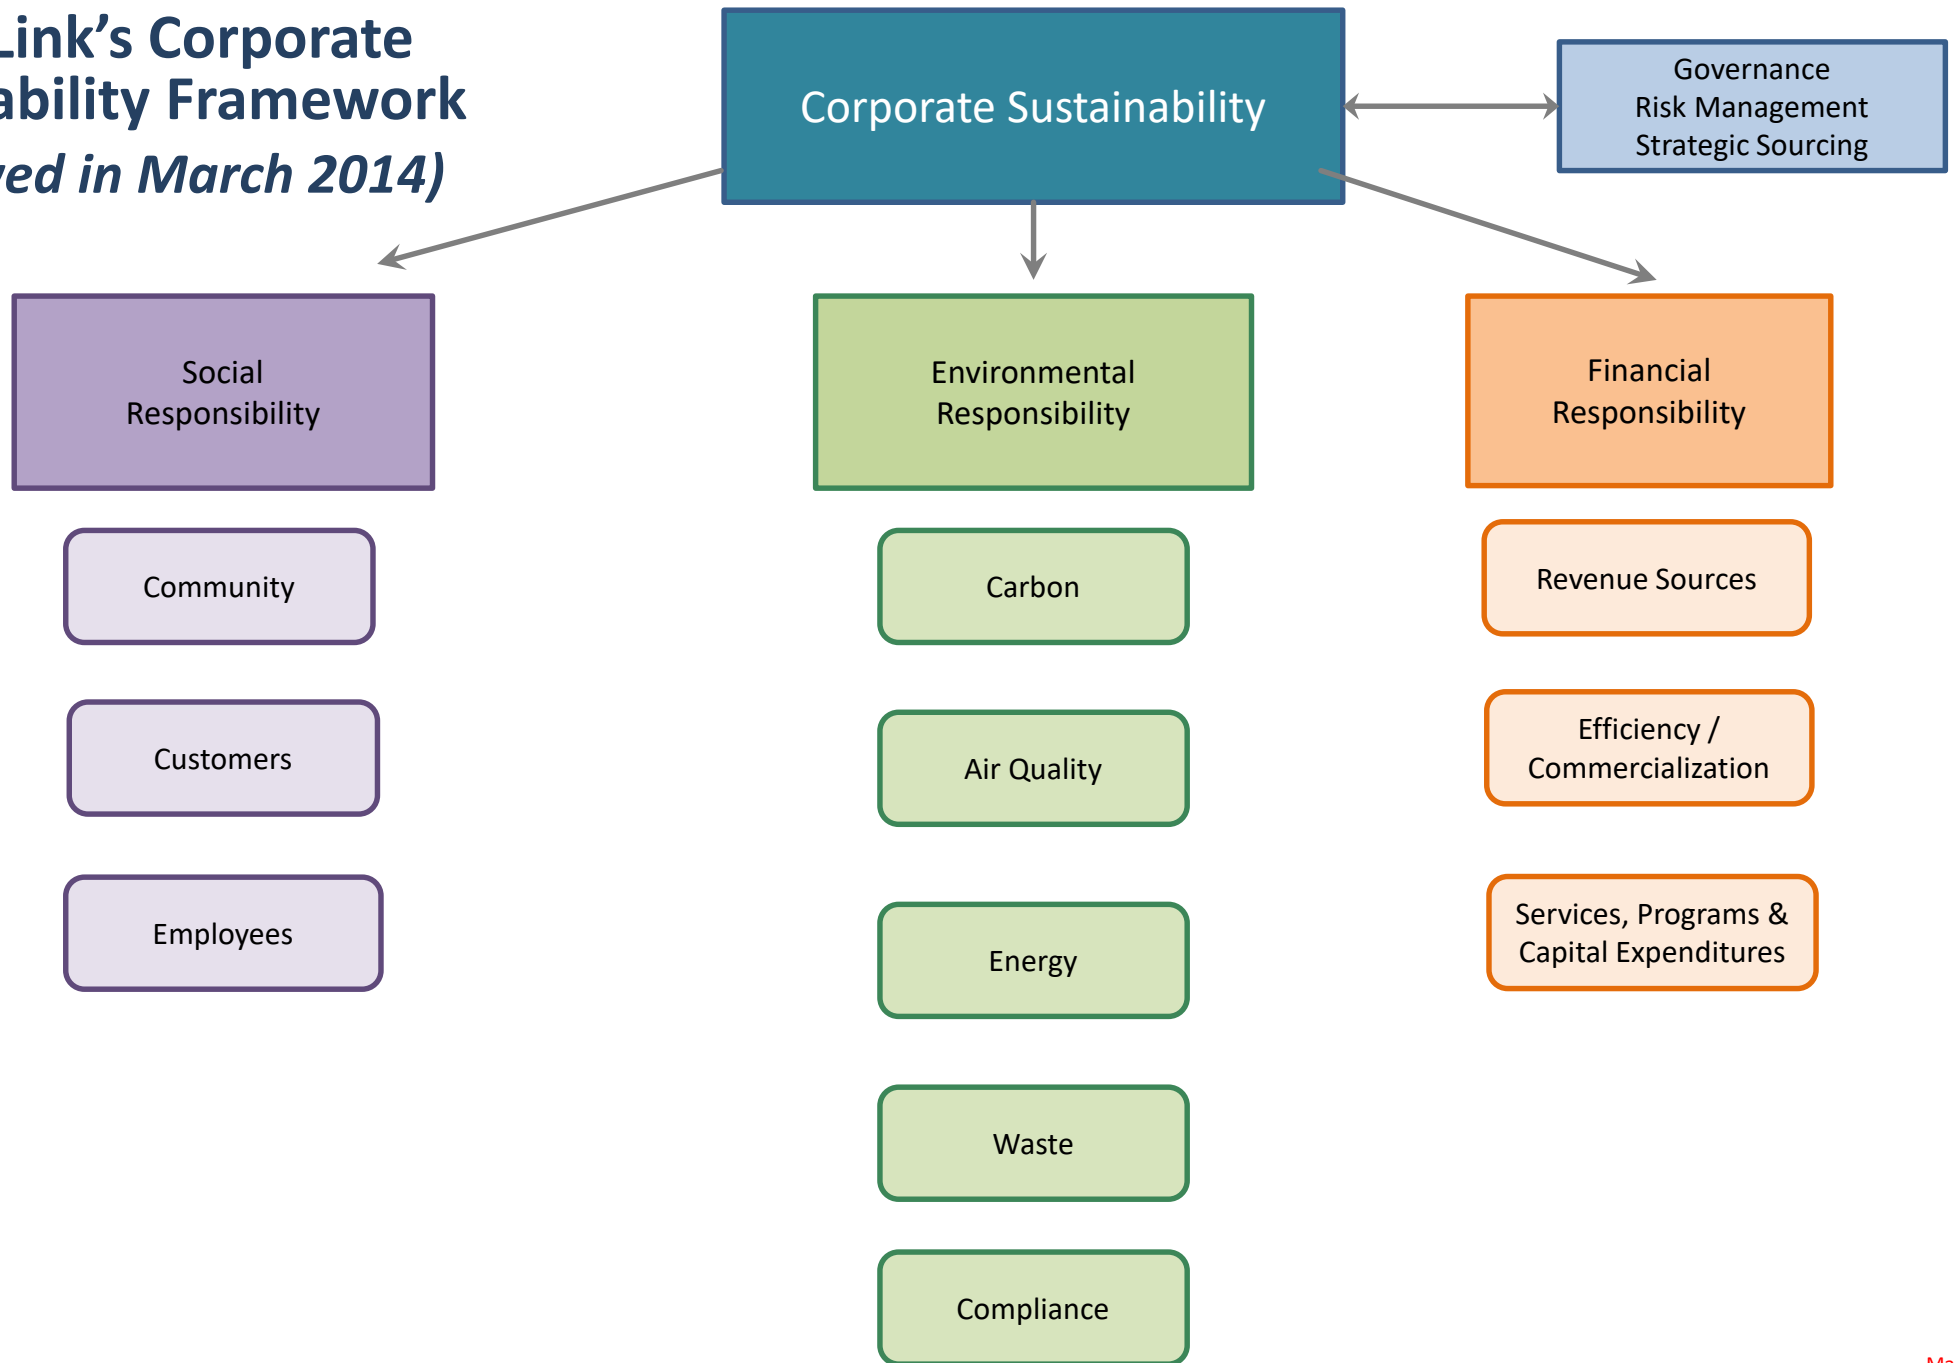 Link’s Corporate
ability Framework
ved in March 2014)
Corporate Sustainability
Governance
Risk Management
Strategic Sourcing
Social
Responsibility
Environmental
Responsibility
Financial
Responsibility
Community
Carbon
Revenue Sources
Customers
Air Quality
Efficiency /
Commercialization
Employees
Energy
Services, Programs &
Capital Expenditures
Waste
Compliance